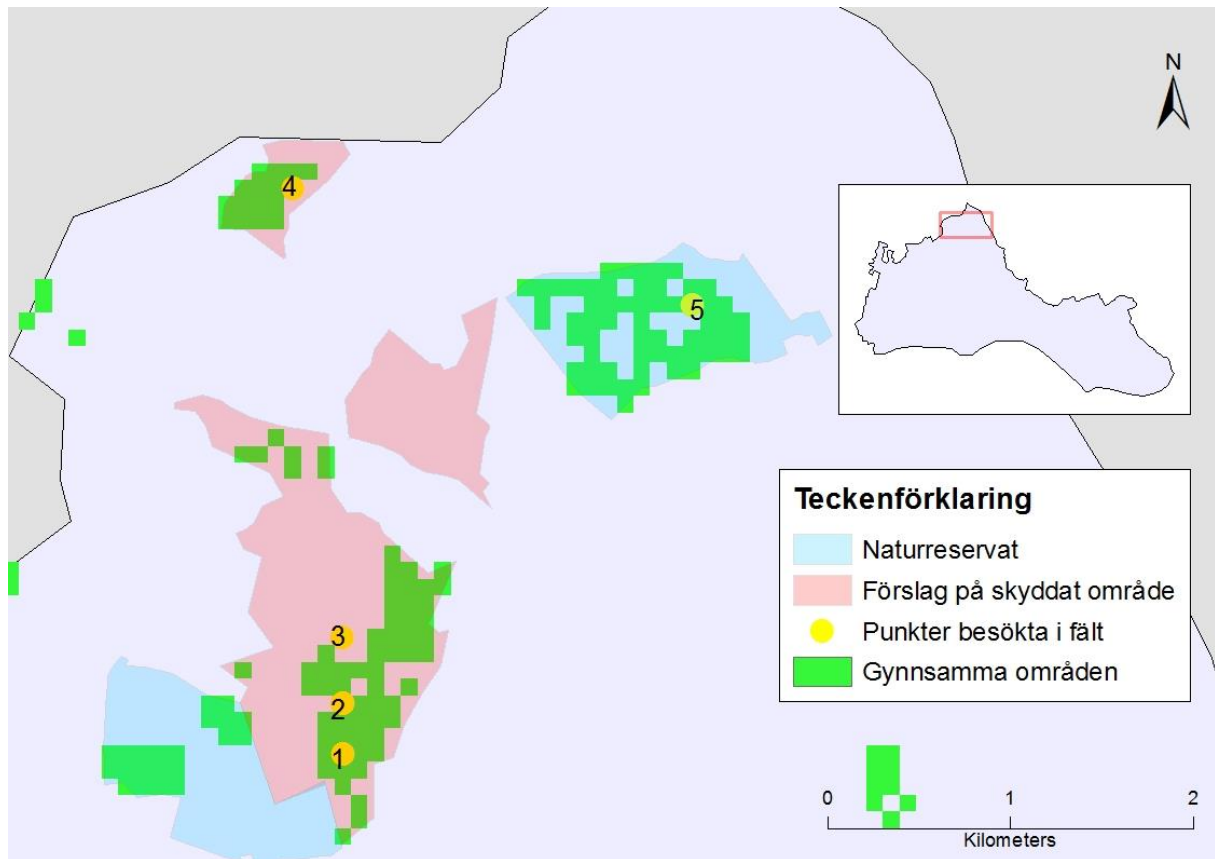 N
4
5
3
2
1
Teckenförklaring
Naturreservat
Förslag på skyddat område
Punkter besökta i fält
Gynnsamma områden
0 1 2
Kilometers